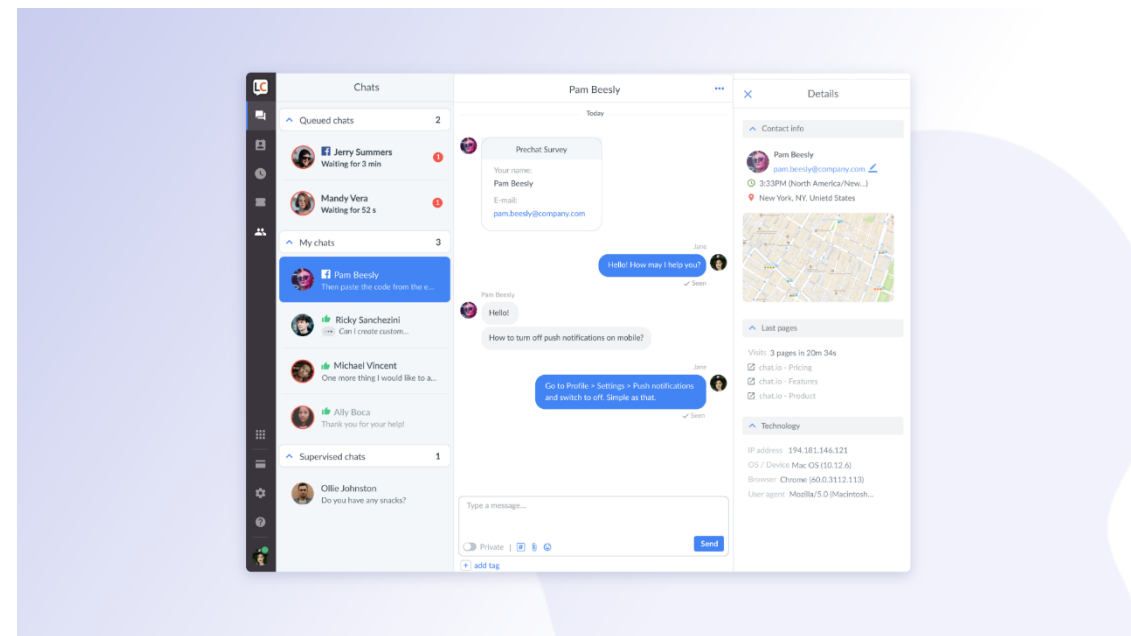 LC
Chats
Queued chats 2
Jerry Summers
Waiting for 3 min
1
Mandy Vera
Waiting for 52 s
1
My chats 3
Pam Beesly
Then paste the code from the e...
Ricky Sanchezini
Can I create custom...
Michael Vincent
One more thing I would like to a...
Ally Boca
Thank you for your help!
Supervised chats 1
Ollie Johnston
Do you have any snacks?
Pam Beesly
Today
Prechat Survey
Your name:
Pam Beesly
E-mail:
pam.beesly@company.com
Jane
Hello! How may I help you?
✓ Seen
Pam Beesly
Hello!
How to turn off push notifications on mobile?
Jane
Go to Profile > Settings > Push notifications
and switch to off. Simple as that.
✓ Seen
Type a message...
Private | #
Send
+ add tag
Details
Contact info
Pam Beesly
pam.beesly@company.com
3:33PM (North America/New...)
New York, NY, Unietd States
Last pages
Visits 3 pages in 20m 34s
chat.io - Pricing
chat.io - Features
chat.io - Product
Technology
IP address 194.181.146.121
OS / Device Mac OS (10.12.6)
Browser Chrome (60.0.3112.113)
User agent Mozilla/5.0 (Macintosh...